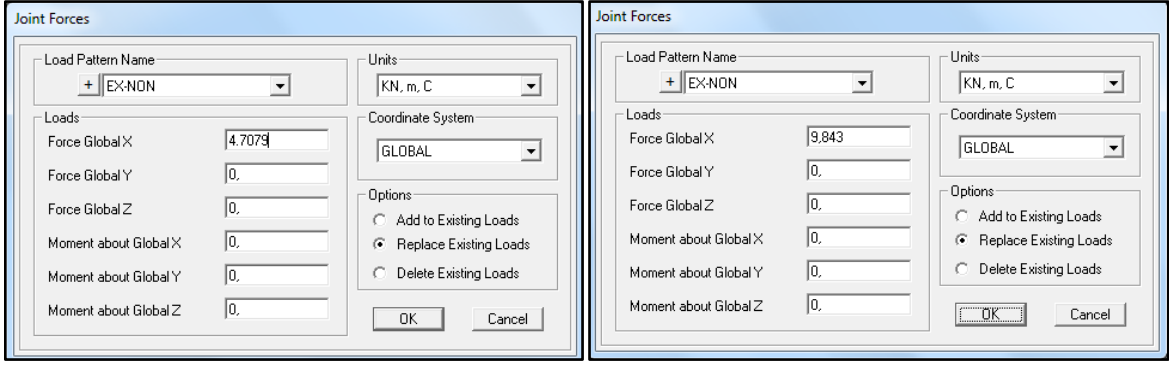 Joint Forces
Load Pattern Name
+ EX-NON
Units
KN, m, C
Loads
Force Global X 4.7079
Force Global Y 0,
Force Global Z 0,
Moment about Global X 0,
Moment about Global Y 0,
Moment about Global Z 0,
Coordinate System
GLOBAL
Options
Add to Existing Loads
Replace Existing Loads
Delete Existing Loads
OK Cancel
Joint Forces
Load Pattern Name
+ EX-NON
Units
KN, m, C
Loads
Force Global X 9,843
Force Global Y 0,
Force Global Z 0,
Moment about Global X 0,
Moment about Global Y 0,
Moment about Global Z 0,
Coordinate System
GLOBAL
Options
Add to Existing Loads
Replace Existing Loads
Delete Existing Loads
OK Cancel